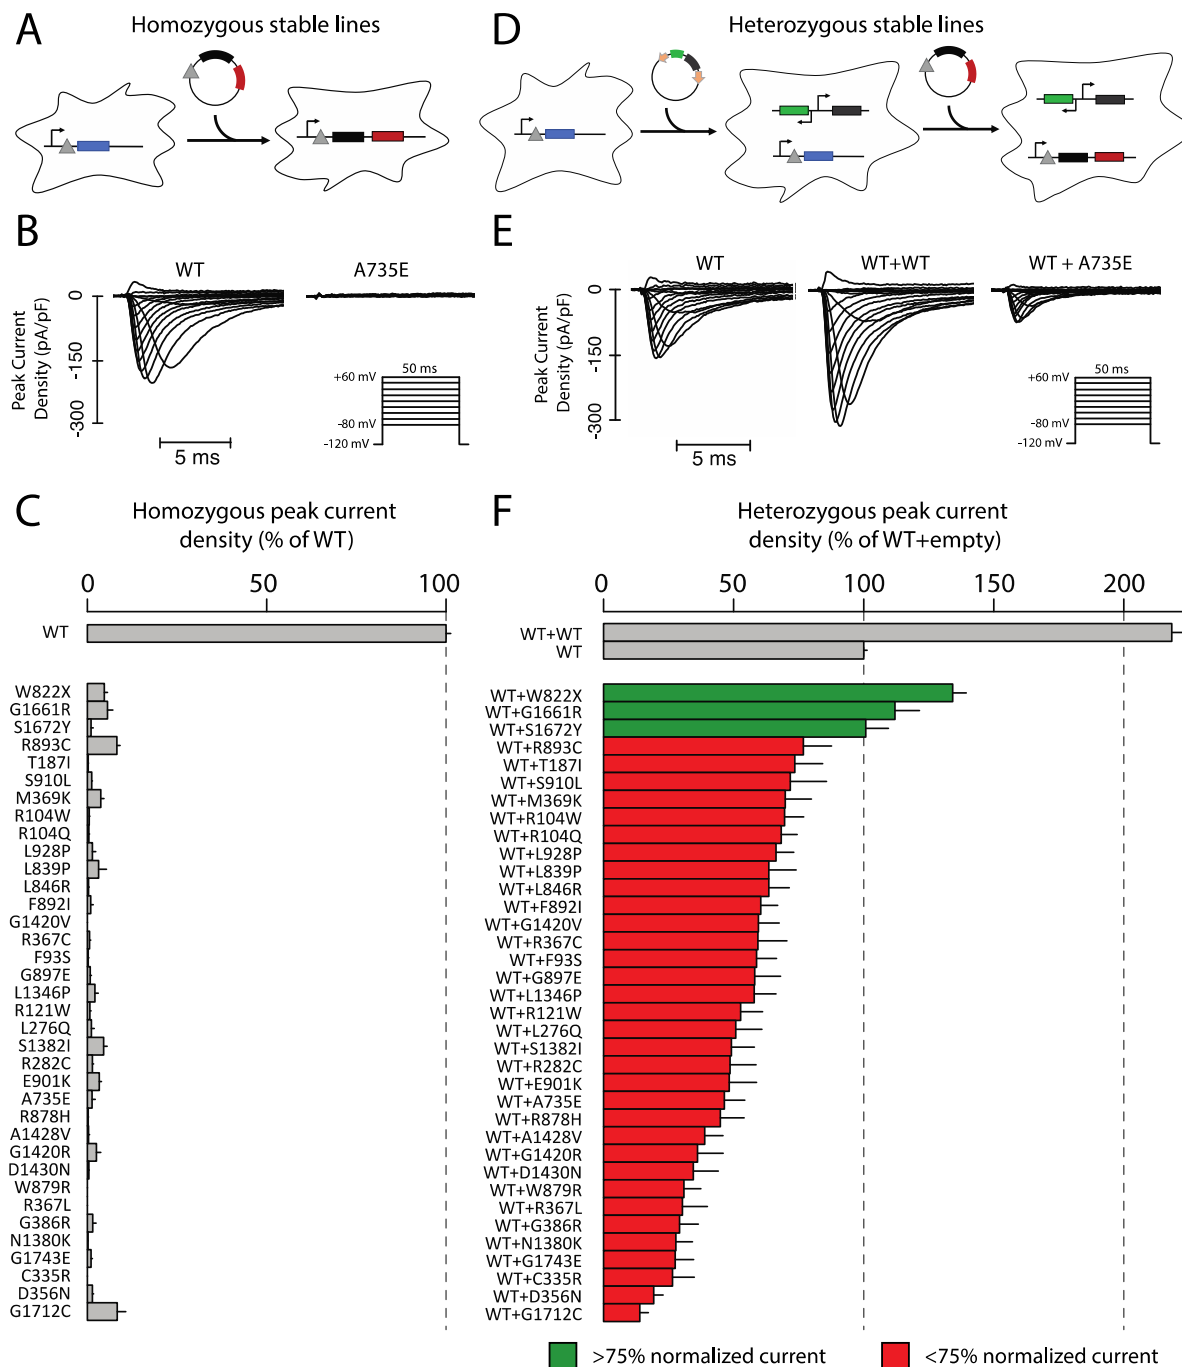 A
Homozygous stable lines
D
Heterozygous stable lines
B
WT
A735E
0
-150
-300
Peak Current
Density (pA/pF)
5 ms
50 ms
+60 mV
-80 mV
-120 mV
E
WT
WT+WT
WT + A735E
0
-150
-300
Peak Current
Density (pA/pF)
5 ms
50 ms
+60 mV
-80 mV
-120 mV
C
Homozygous peak current
density (% of WT)
0
50
100
WT
W822X
G1661R
S1672Y
R893C
T187I
S910L
M369K
R104W
R104Q
L928P
L839P
L846R
F892I
G1420V
R367C
F93S
G897E
L1346P
R121W
L276Q
S1382I
R282C
E901K
A735E
R878H
A1428V
G1420R
D1430N
W879R
R367L
G386R
N1380K
G1743E
C335R
D356N
G1712C
F
Heterozygous peak current
density (% of WT+empty)
0
50
100
150
200
WT+WT
WT
WT+W822X
WT+G1661R
WT+S1672Y
WT+R893C
WT+T187I
WT+S910L
WT+M369K
WT+R104W
WT+R104Q
WT+L928P
WT+L839P
WT+L846R
WT+F892I
WT+G1420V
WT+R367C
WT+F93S
WT+G897E
WT+L1346P
WT+R121W
WT+L276Q
WT+S1382I
WT+R282C
WT+E901K
WT+A735E
WT+R878H
WT+A1428V
WT+G1420R
WT+D1430N
WT+W879R
WT+R367L
WT+G386R
WT+N1380K
WT+G1743E
WT+C335R
WT+D356N
WT+G1712C
>75% normalized current
<75% normalized current